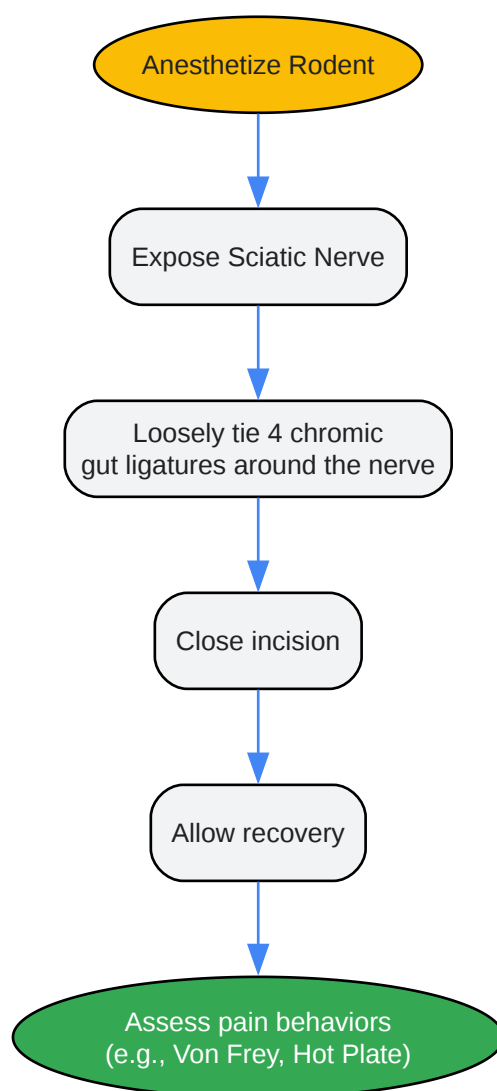 Anesthetize Rodent
Expose Sciatic Nerve
Loosely tie 4 chromic
gut ligatures around the nerve
Close incision
Allow recovery
Assess pain behaviors
(e.g., Von Frey, Hot Plate)